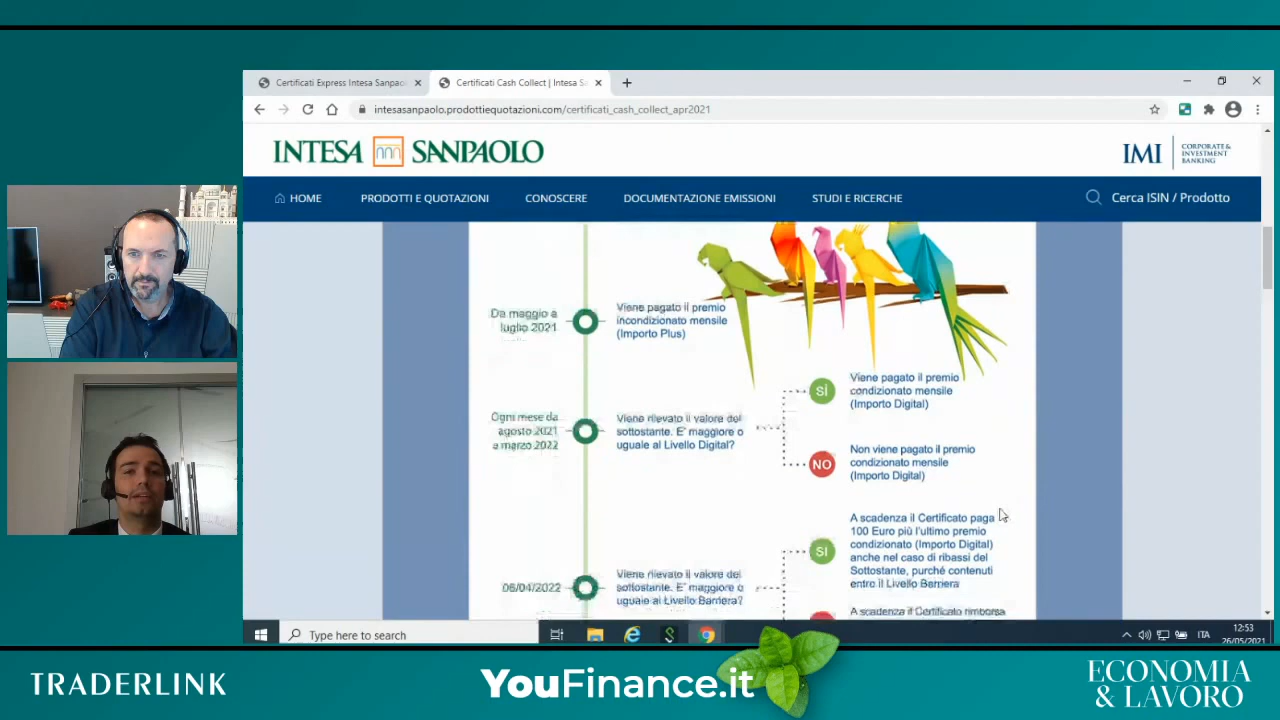 Certificati Express Intesa Sanpaol
Certificati Cash Collect | Intesa Sa
intesasanpaolo.prodottiequotazioni.com/certificati_cash_collect_apr2021
INTESA SANPAOLO
IMI
CORPORATE &
INVESTMENT
BANKING
HOME
PRODOTTI E QUOTAZIONI
CONOSCERE
DOCUMENTAZIONE EMISSIONI
STUDI E RICERCHE
Cerca ISIN / Prodotto
Da maggio a
luglio 2021
Viene pagato il premio
incondizionato mensile
(Importo Plus)
Ogni mese da
agosto 2021
a marzo 2022
Viene rilevato il valore del
sottostante. E' maggiore o
uguale al Livello Digital?
SÌ
Viene pagato il premio
condizionato mensile
(Importo Digital)
NO
Non viene pagato il premio
condizionato mensile
(Importo Digital)
06/04/2022
Viene rilevato il valore del
sottostante. E' maggiore o
uguale al Livello Barriera?
SI
A scadenza il Certificato paga
100 Euro più l'ultimo premio
condizionato (Importo Digital)
anche nel caso di ribassi del
Sottostante, purché contenuti
entro il Livello Barriera
A scadenza il Certificato rimborsa
Type here to search
ITA
12:53
26/05/2021
TRADERLINK
YouFinance.it
ECONOMIA
& LAVORO